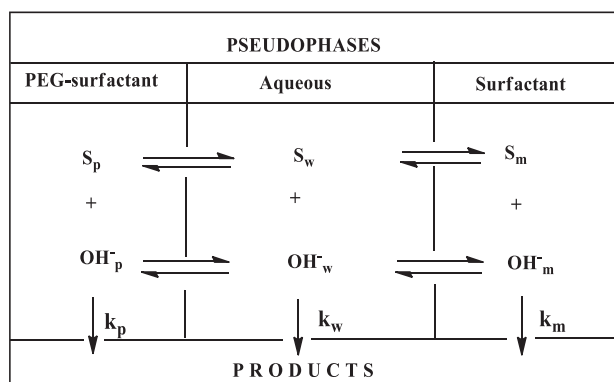 PSEUDOPHASES
PEG-surfactant Aqueous Surfactant
Sp Sw Sm
+ + +
OH⁻p OH⁻w OH⁻m
kp kw km
PRODUCTS